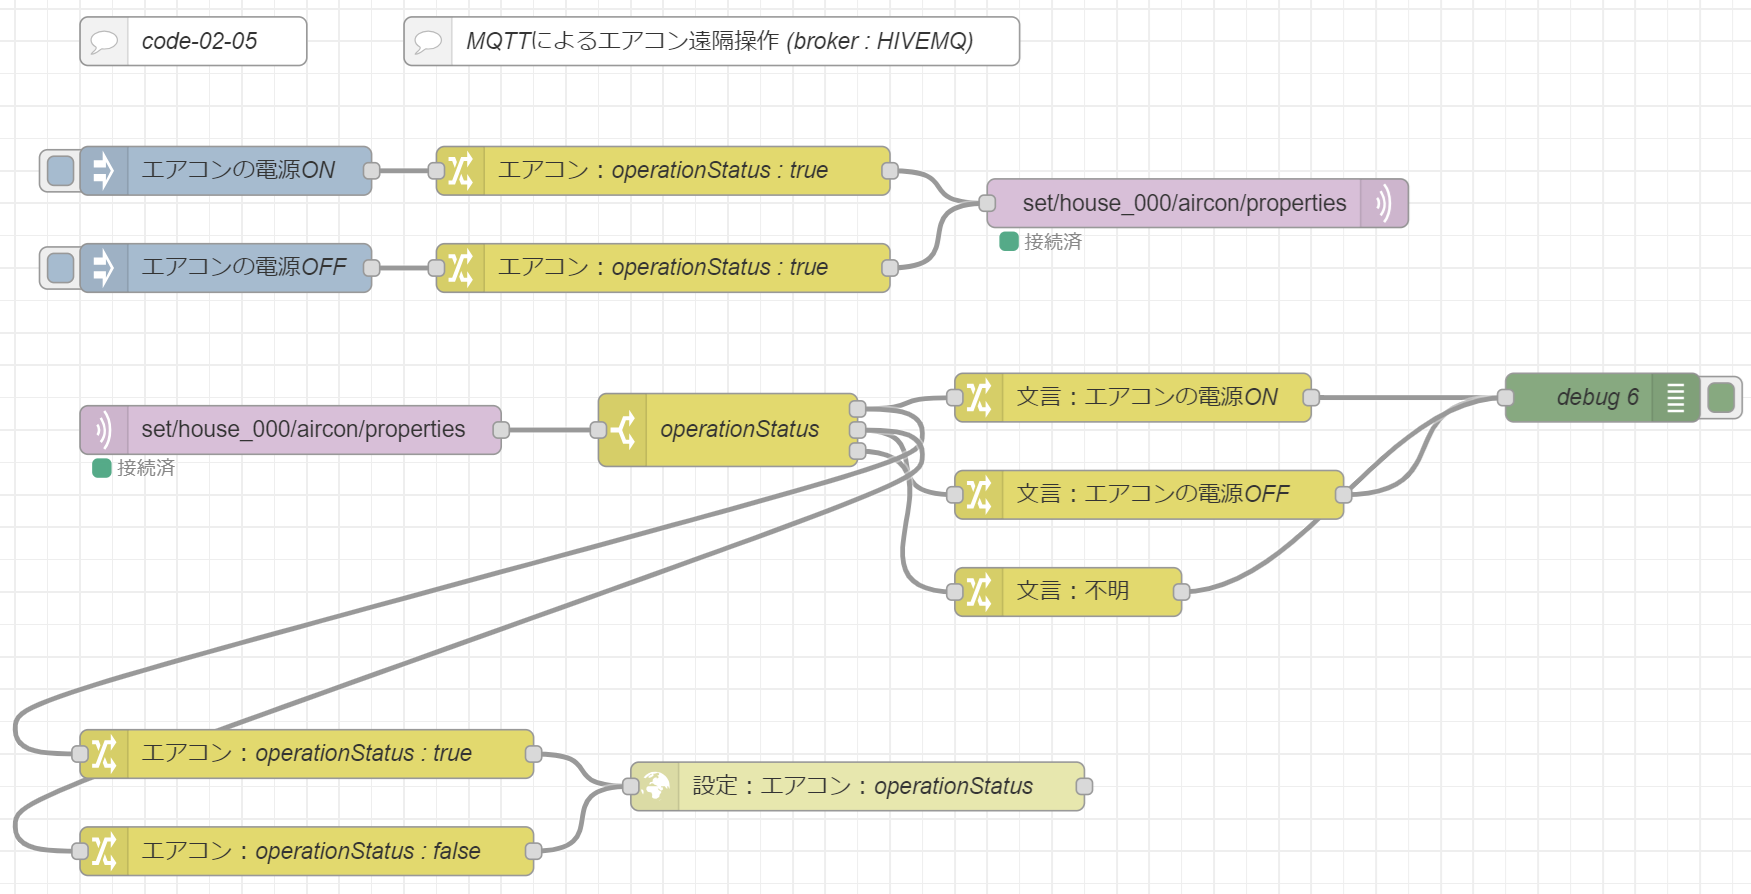 code-02-05
MQTTによるエアコン遠隔操作 (broker : HIVEMQ)
エアコンの電源ON
エアコン：operationStatus : true
set/house_000/aircon/properties
接続済
エアコンの電源OFF
エアコン：operationStatus : true
set/house_000/aircon/properties
接続済
operationStatus
文言：エアコンの電源ON
debug 6
文言：エアコンの電源OFF
文言：不明
エアコン：operationStatus : true
設定：エアコン：operationStatus
エアコン：operationStatus : false